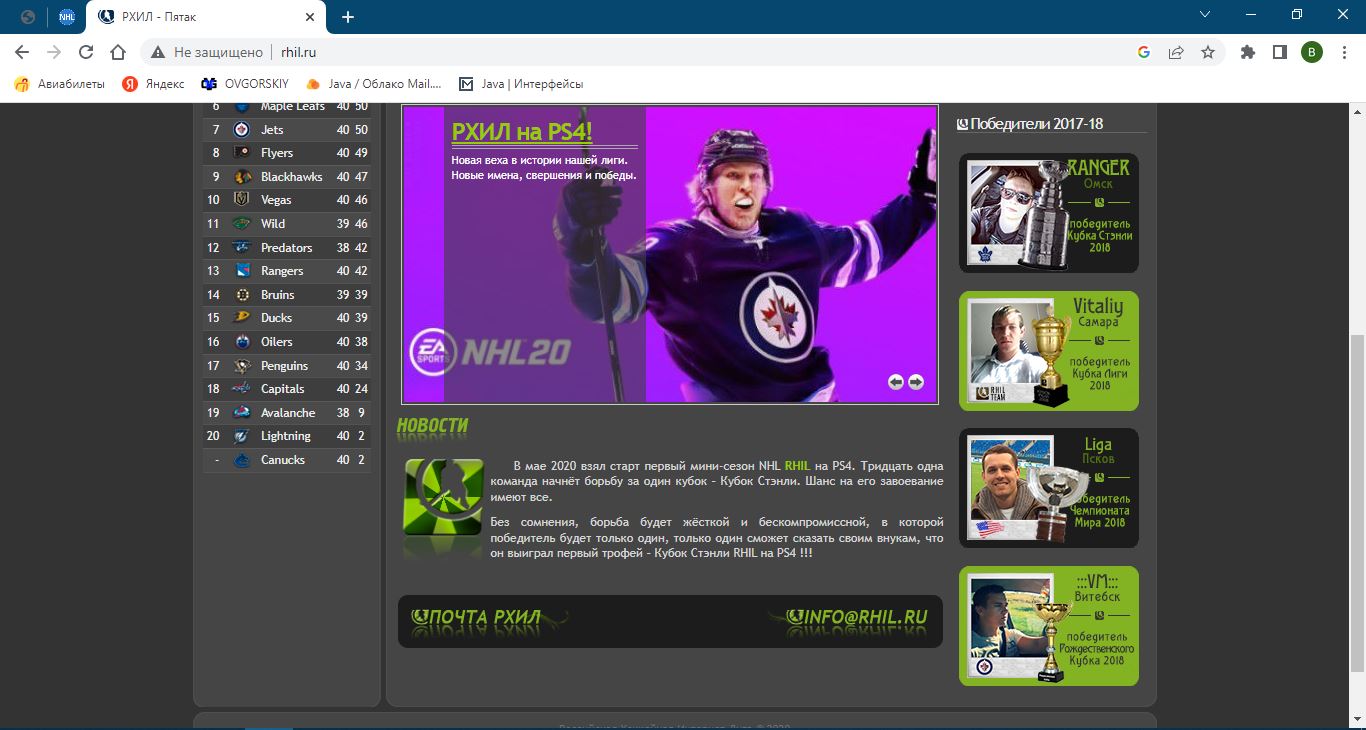 NHL
РХИЛ - Пятак
Не защищено
rhil.ru
B
Авиабилеты
Яндекс
OVG
OVGORSKIY
Java / Облако Mail....
Java | Интерфейсы
6 Maple Leafs 40 50
7 Jets 40 50
8 Flyers 40 49
9 Blackhawks 40 47
10 Vegas 40 46
11 Wild 39 46
12 Predators 38 42
13 Rangers 40 42
14 Bruins 39 39
15 Ducks 40 39
16 Oilers 40 38
17 Penguins 40 34
18 Capitals 40 24
19 Avalanche 38 9
20 Lightning 40 2
- Canucks 40 2
РХИЛ на PS4!
Новая веха в истории нашей лиги.
Новые имена, свершения и победы.
EA
SPORTS
NHL20
НОВОСТИ
В мае 2020 взял старт первый мини-сезон NHL RHIL на PS4. Тридцать одна
команда начнёт борьбу за один кубок - Кубок Стэнли. Шанс на его завоевание
имеют все.
Без сомнения, борьба будет жёсткой и бескомпромиссной, в которой
победитель будет только один, только один сможет сказать своим внукам, что
он выиграл первый трофей - Кубок Стэнли RHIL на PS4 !!!
ПОЧТА РХИЛ
INFO@RHIL.RU
Победители 2017-18
RANGER
Омск
победитель
Кубка Стэнли
2018
Vitaliy
Самара
победитель
Кубка Лиги
2018
RHIL
TEAM
Liga
Псков
победитель
Чемпионата
Мира 2018
:::VM:::
Витебск
победитель
Рождественского
Кубка 2018
Российская Хоккейная Интернет Лига © 2020